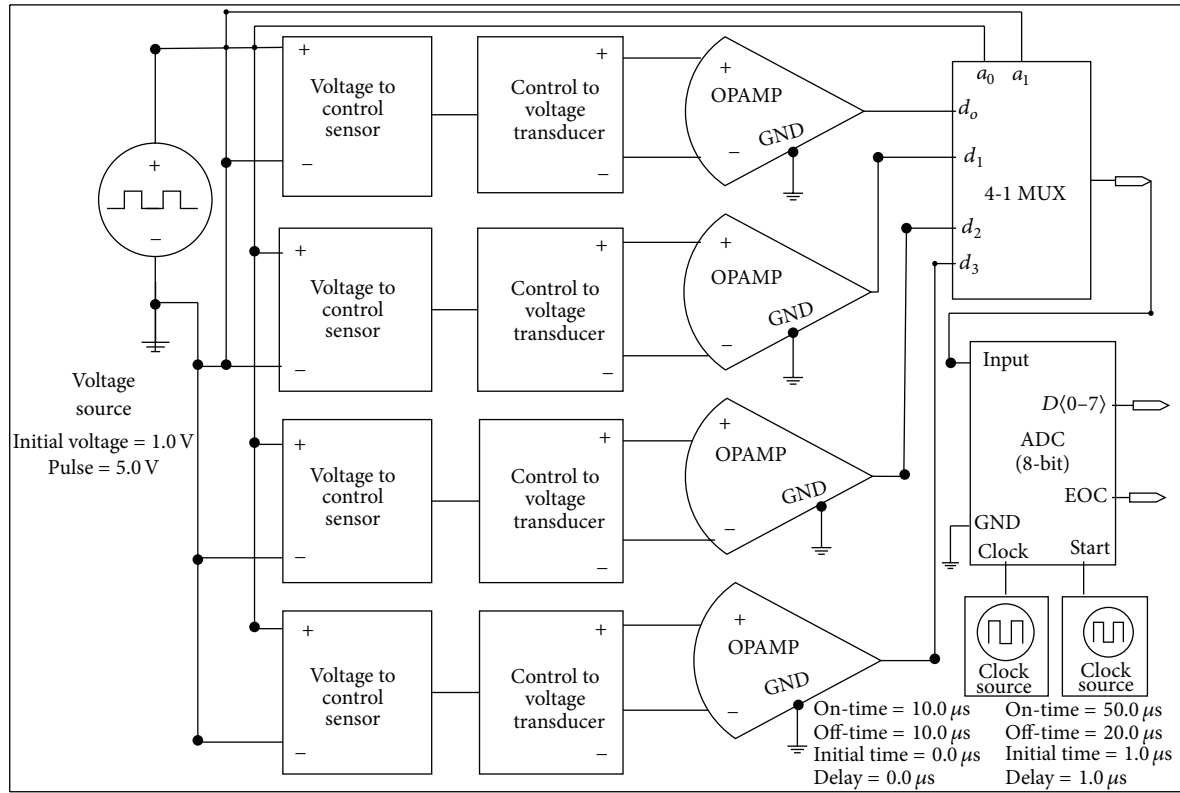 +
Voltage to
control
sensor
−
Control to
voltage
transducer
+
−
+
OPAMP
GND
−
a0 a1
do
d1
4-1 MUX
d2
d3
+
−
Voltage
source
Initial voltage = 1.0 V
Pulse = 5.0 V
+
Voltage to
control
sensor
−
Control to
voltage
transducer
+
−
+
OPAMP
GND
−
+
Voltage to
control
sensor
−
Control to
voltage
transducer
+
−
+
OPAMP
GND
−
+
Voltage to
control
sensor
−
Control to
voltage
transducer
+
−
+
OPAMP
GND
−
Input
D⟨0–7⟩
ADC
(8-bit)
EOC
GND
Clock
Start
Clock
source
Clock
source
On-time = 10.0 μs
Off-time = 10.0 μs
Initial time = 0.0 μs
Delay = 0.0 μs
On-time = 50.0 μs
Off-time = 20.0 μs
Initial time = 1.0 μs
Delay = 1.0 μs